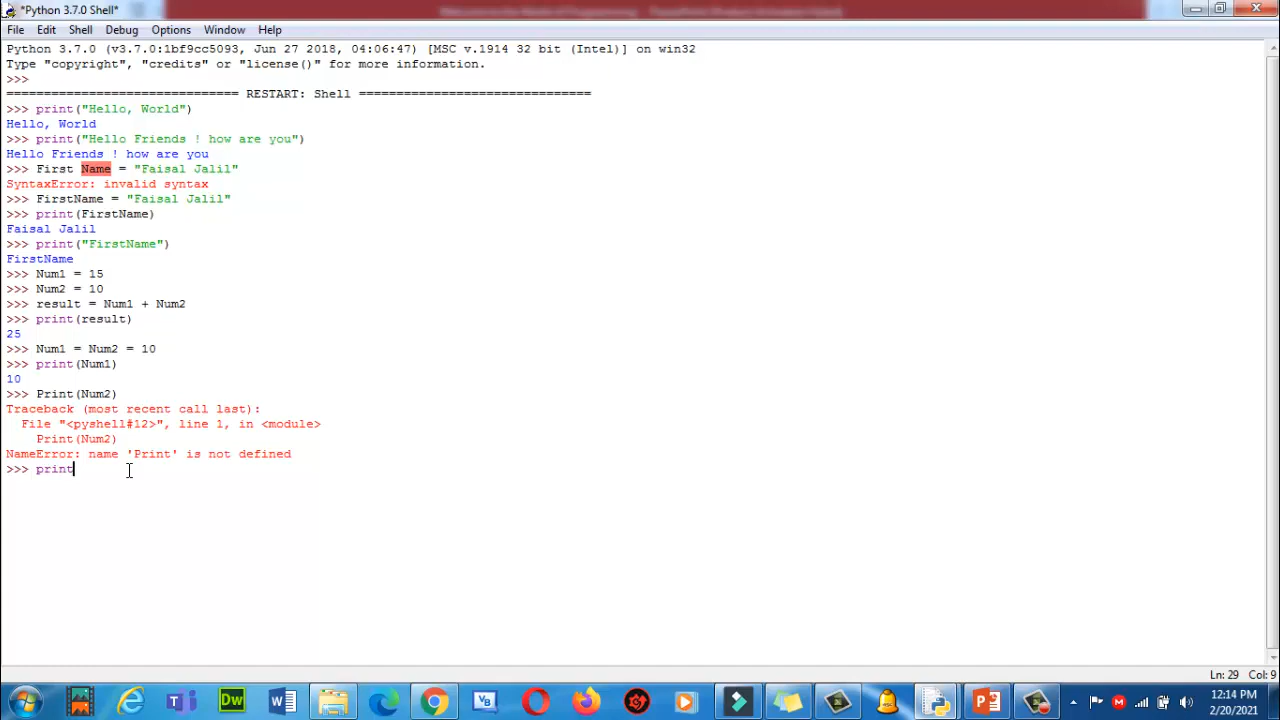 *Python 3.7.0 Shell*
File Edit Shell Debug Options Window Help
Python 3.7.0 (v3.7.0:1bf9cc5093, Jun 27 2018, 04:06:47) [MSC v.1914 32 bit (Intel)] on win32
Type "copyright", "credits" or "license()" for more information.
>>>
=============================== RESTART: Shell ===============================
>>> print("Hello, World")
Hello, World
>>> print("Hello Friends ! how are you")
Hello Friends ! how are you
>>> First Name = "Faisal Jalil"
SyntaxError: invalid syntax
>>> FirstName = "Faisal Jalil"
>>> print(FirstName)
Faisal Jalil
>>> print("FirstName")
FirstName
>>> Num1 = 15
>>> Num2 = 10
>>> result = Num1 + Num2
>>> print(result)
25
>>> Num1 = Num2 = 10
>>> print(Num1)
10
>>> Print(Num2)
Traceback (most recent call last):
  File "<pyshell#12>", line 1, in <module>
    Print(Num2)
NameError: name 'Print' is not defined
>>> print
Ln: 29 Col: 9
Dw W VB ASC P
12:14 PM
2/20/2021